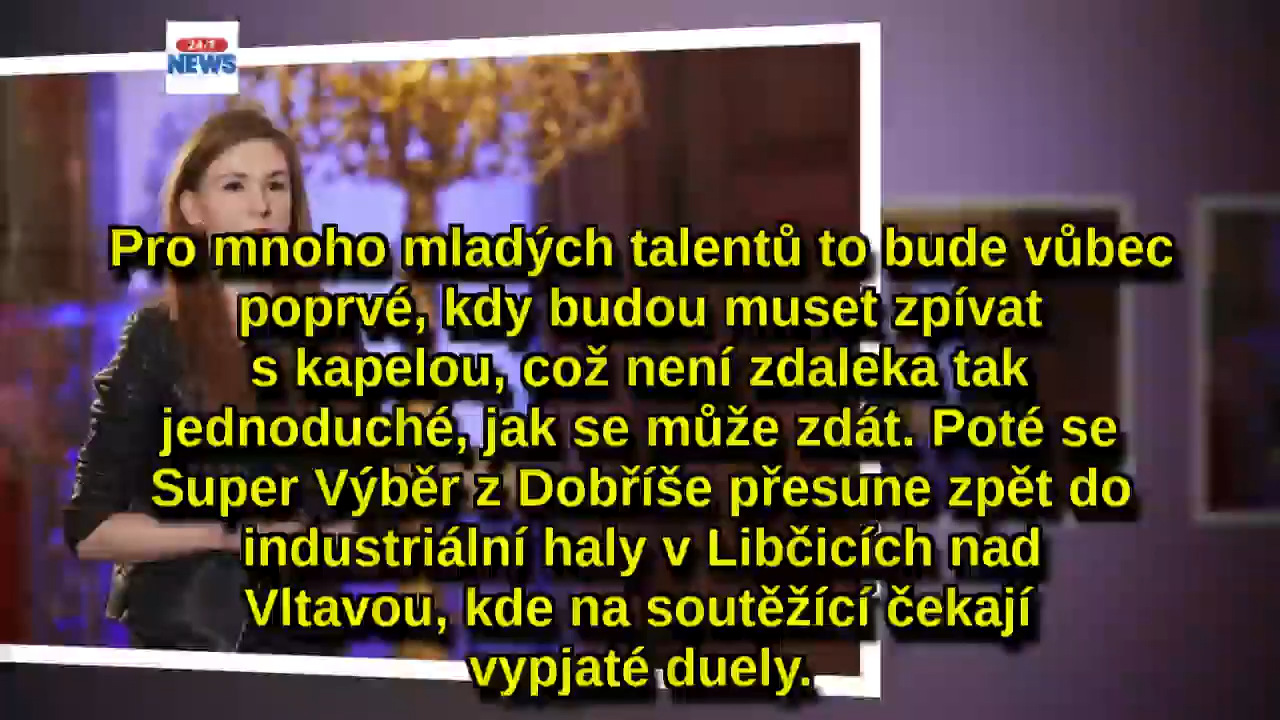 24/7
NEWS
Pro mnoho mladých talentů to bude vůbec
poprvé, kdy budou muset zpívat
s kapelou, což není zdaleka tak
jednoduché, jak se může zdát. Poté se
Super Výběr z Dobříše přesune zpět do
industriální haly v Libčicích nad
Vltavou, kde na soutěžící čekají
vypjaté duely.